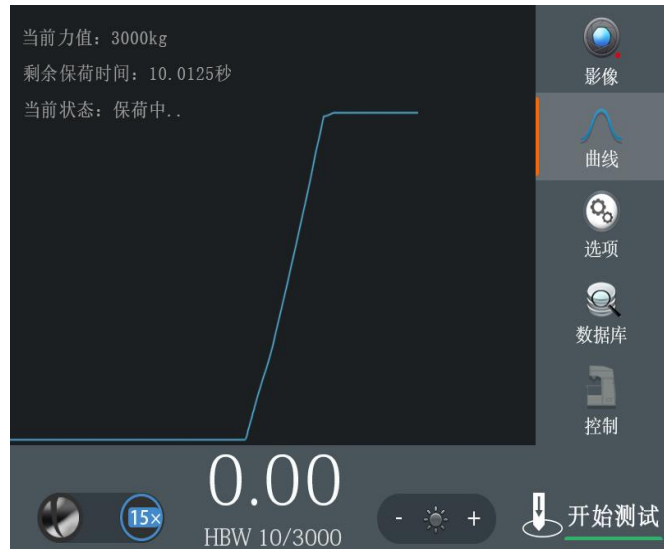 当前力值：3000kg
剩余保荷时间：10.0125秒
当前状态：保荷中..
影像
曲线
选项
数据库
控制
15×
0.00
HBW 10/3000
- +
开始测试